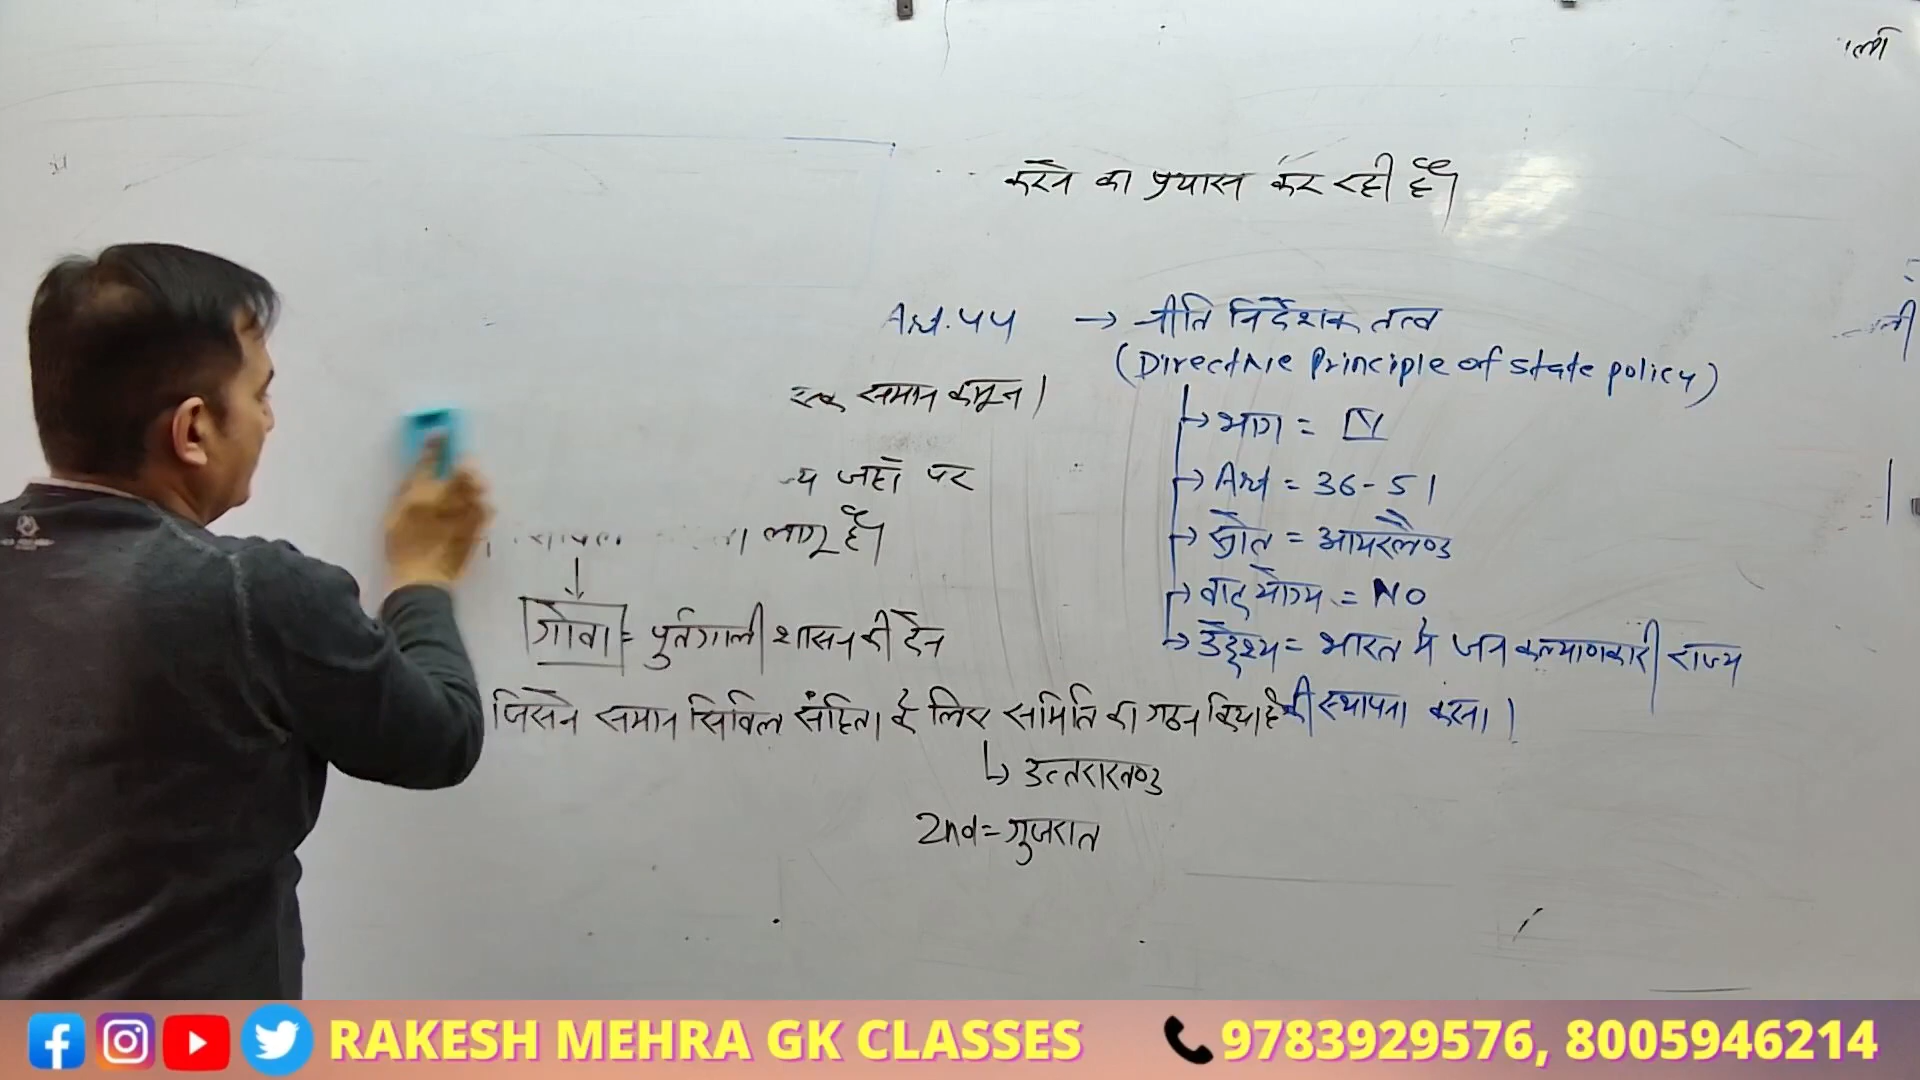 करने का प्रयास कर रही है।
Art. 44 → नीति निर्देशक तत्व
(Directive Principle of state policy)
एक समान कानून।
→ भाग = IV
जहाँ पर
→ Art = 36-51
लागू है।
→ स्रोत = आयरलैण्ड
→ वाद योग्य = NO
गोवा = पुर्तगाली शासन की देन
→ उद्देश्य = भारत मे जन कल्याणकारी राज्य
की स्थापना करना।
जिसने समान सिविल संहिता के लिए समिति का गठन किया है
↳ उत्तराखण्ड
2nd = गुजरात
RAKESH MEHRA GK CLASSES
9783929576, 8005946214